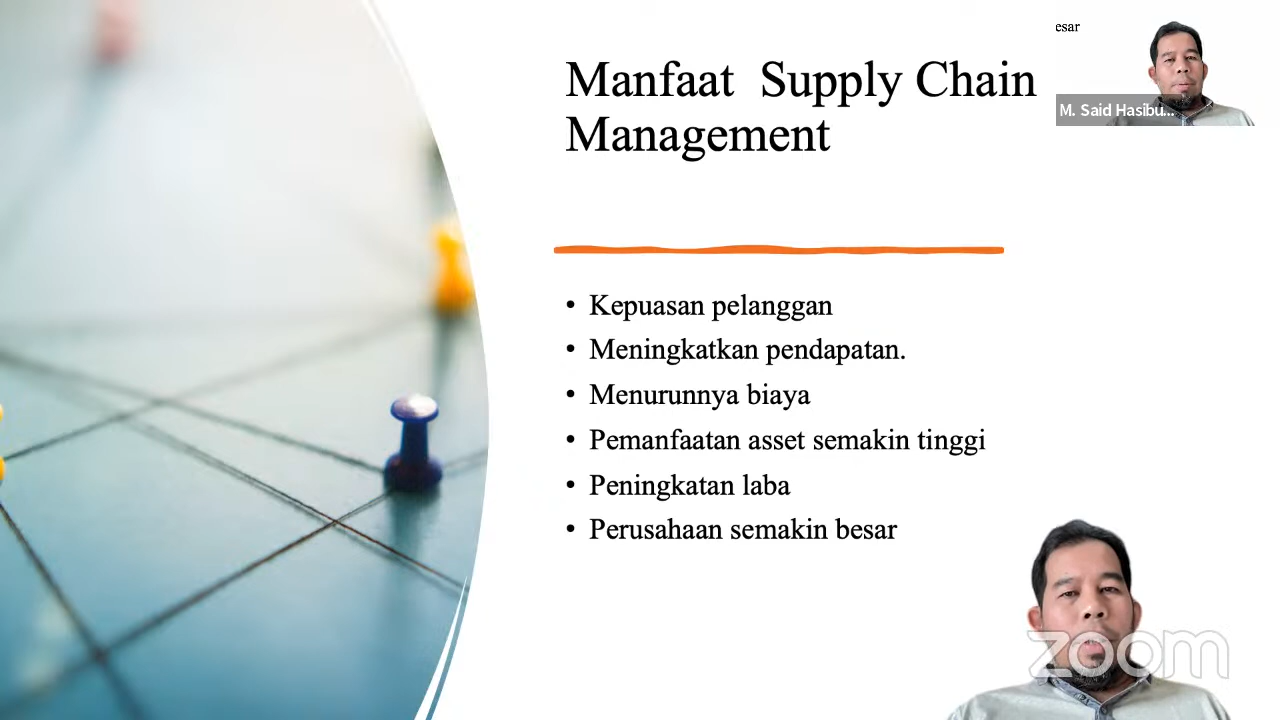 Manfaat Supply Chain
Management
esar
M. Said Hasibu...
• Kepuasan pelanggan
• Meningkatkan pendapatan.
• Menurunnya biaya
• Pemanfaatan asset semakin tinggi
• Peningkatan laba
• Perusahaan semakin besar
zoom